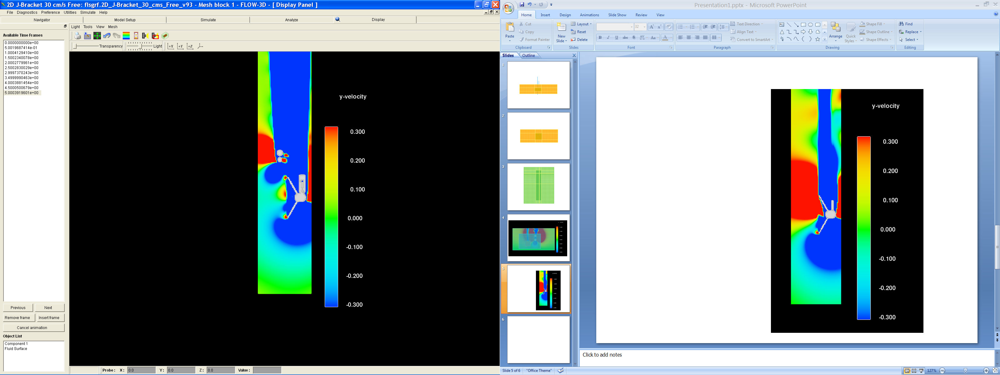 2D J-Bracket 30 cm/s Free: flsgrf.2D_J-Bracket_30_cms_Free_v93 - Mesh block 1 - FLOW-3D - [ Display Panel ]
File Diagnostics Preference Utilities Simulate Help
Navigator Model Setup Simulate Analyze Display
Light Tools View Mesh
Available Time Frames
0.0000000000e+00
5.0019687414e-01
1.0004129410e+00
1.5002340078e+00
2.0002779961e+00
2.5002830029e+00
2.9997370243e+00
3.4999990463e+00
4.0003881454e+00
4.5000500679e+00
5.0003919601e+00
Transparency Light +X +Y +Z
y-velocity
0.300
0.200
0.100
0.000
-0.100
-0.200
-0.300
Previous Next
Remove frame Insert frame
Cancel animation
Object List
Component 1
Fluid Surface
Probe: X: 0.0 Y: 0.0 Z: 0.0 Value:
Presentation1.pptx - Microsoft PowerPoint
Home Insert Design Animations Slide Show Review View
Paste
Cut
Copy
Format Painter
Clipboard
New Slide
Layout
Reset
Delete
Slides
32
B I U abc S AV Aa A
Font
Text Direction
Align Text
Convert to SmartArt
Paragraph
Arrange
Quick Styles
Shape Fill
Shape Outline
Shape Effects
Drawing
Find
Replace
Select
Editing
Slides Outline
1
2
3
4
5
6
y-velocity
0.300
0.200
0.100
0.000
-0.100
-0.200
-0.300
Click to add notes
Slide 5 of 6 "Office Theme" 127%